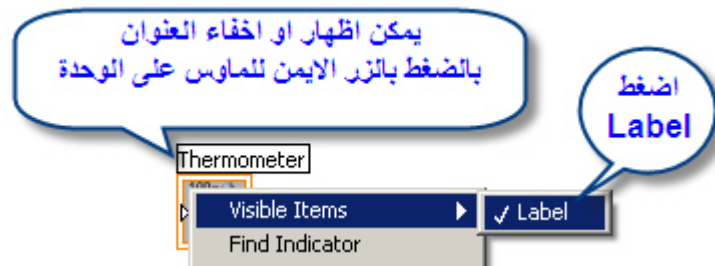 يمكن اظهار او اخفاء العنوان
بالضغط بالزر الايمن للماوس على الوحدة
اضغط
Label
Thermometer
Visible Items
Label
Find Indicator